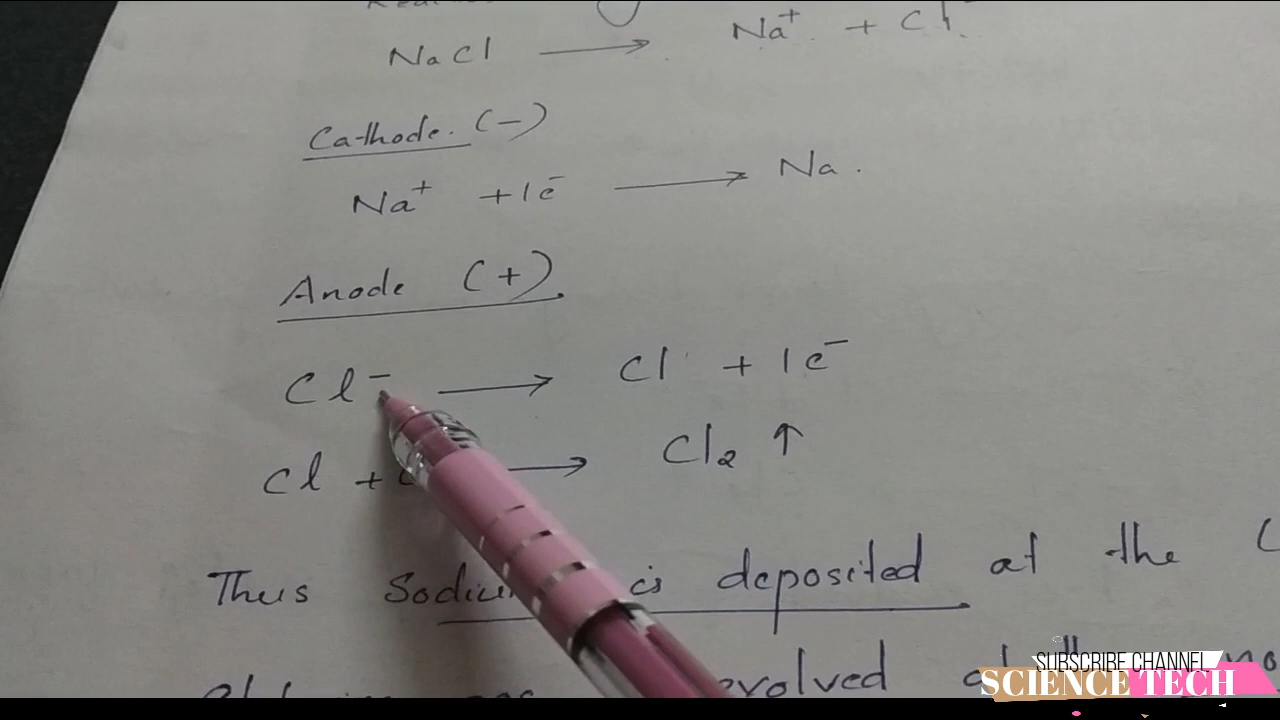 NaCl ⟶ Na⁺ + Cl
Cathode. (−)
Na⁺ + 1e⁻ ⟶ Na.
Anode (+)
Cl⁻ ⟶ Cl + 1e⁻
Cl + ⟶ Cl₂ ↑
Thus is deposited at the
evolved
SUBSCRIBE CHANNEL
SCIENCE TECH